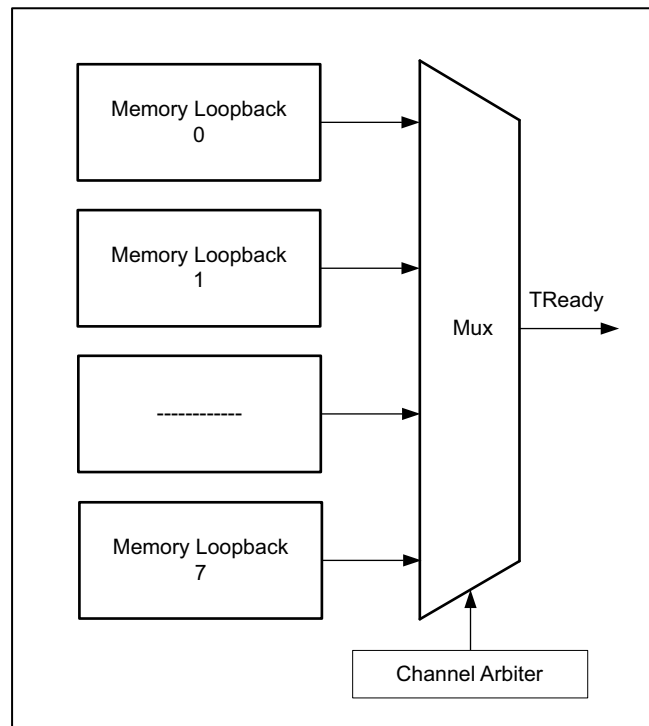 Memory Loopback
0
Memory Loopback
1
TReady
Mux
------------
Memory Loopback
7
Channel Arbiter